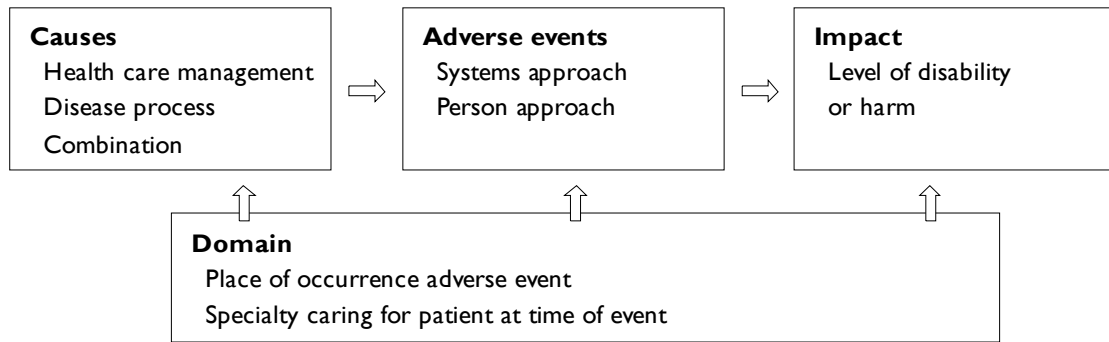 Causes
Health care management
Disease process
Combination
Adverse events
Systems approach
Person approach
Impact
Level of disability
or harm
Domain
Place of occurrence adverse event
Specialty caring for patient at time of event